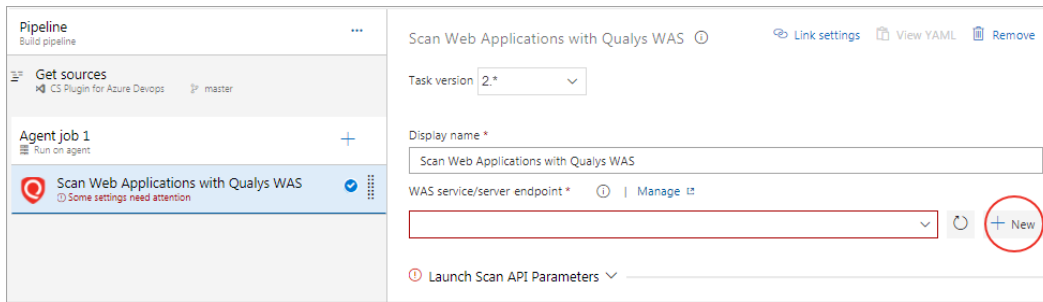 Pipeline
Build pipeline
...
Get sources
CS Plugin for Azure Devops master
Agent job 1
Run on agent
Scan Web Applications with Qualys WAS
Some settings need attention
Scan Web Applications with Qualys WAS
Link settings View YAML Remove
Task version 2.*
Display name *
Scan Web Applications with Qualys WAS
WAS service/server endpoint * | Manage
+ New
Launch Scan API Parameters